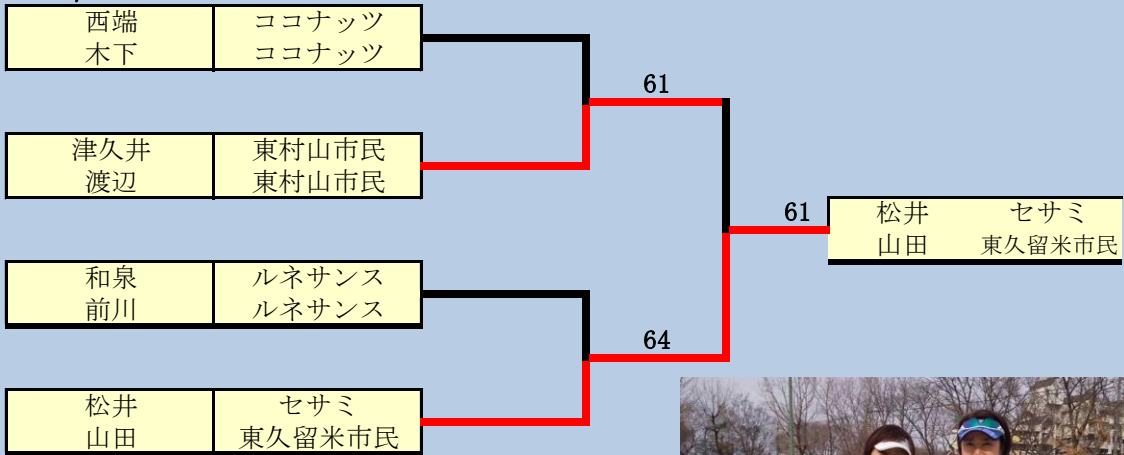 西端 ココナッツ
木下 ココナッツ
61
津久井 東村山市民
渡辺 東村山市民
61 松井 セサミ
山田 東久留米市民
和泉 ルネサンス
前川 ルネサンス
64
松井 セサミ
山田 東久留米市民